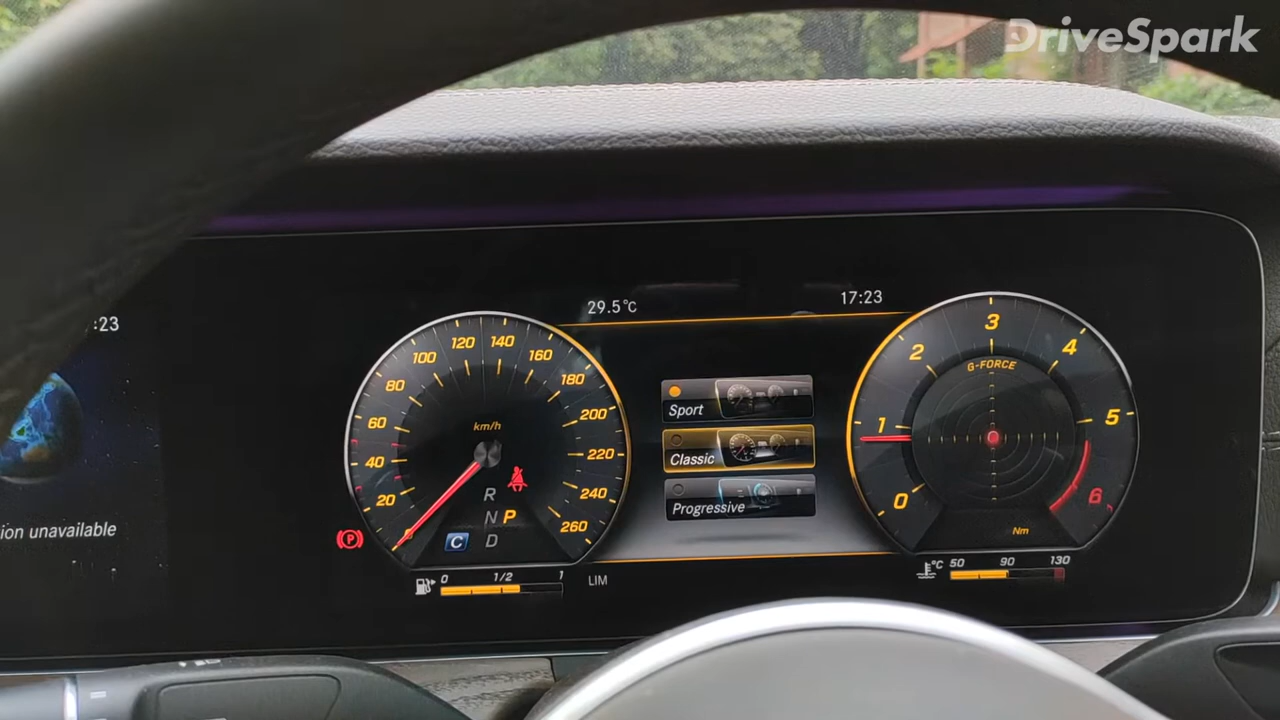 DriveSpark
29.5°C
17:23
:23
ion unavailable
km/h
20
40
60
80
100
120
140
160
180
200
220
240
260
R
N P
C D
P
0 1/2 1
LIM
Sport
Classic
Progressive
G-FORCE
0
1
2
3
4
5
6
Nm
°C 50 90 130